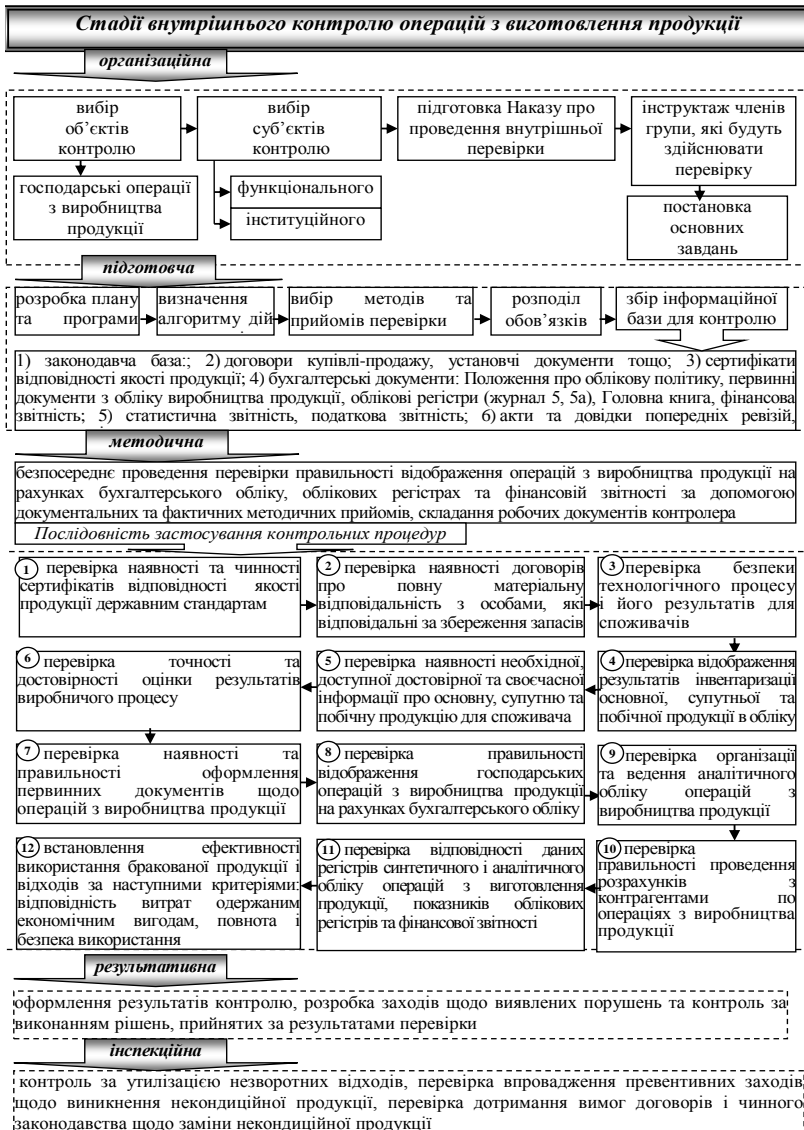 Стадії внутрішнього контролю операцій з виготовлення продукції
організаційна
вибір
об’єктів
контролю
вибір
суб’єктів
контролю
підготовка Наказу про
проведення внутрішньої
перевірки
інструктаж членів
групи, які будуть
здійснювати
перевірку
господарські операції
з виробництва
продукції
функціонального
інституційного
постановка
основних
завдань
підготовча
розробка плану
та програми
визначення
алгоритму дій
вибір методів та
прийомів перевірки
розподіл
обов’язків
збір інформаційної
бази для контролю
1) законодавча база:; 2) договори купівлі-продажу, установчі документи тощо; 3) сертифікати
відповідності якості продукції; 4) бухгалтерські документи: Положення про облікову політику, первинні
документи з обліку виробництва продукції, облікові регістри (журнал 5, 5а), Головна книга, фінансова
звітність; 5) статистична звітність, податкова звітність; 6) акти та довідки попередніх ревізій,
методична
безпосереднє проведення перевірки правильності відображення операцій з виробництва продукції на
рахунках бухгалтерського обліку, облікових регістрах та фінансовій звітності за допомогою
документальних та фактичних методичних прийомів, складання робочих документів контролера
Послідовність застосування контрольних процедур
1 перевірка наявності та чинності
сертифікатів відповідності якості
продукції державним стандартам
2 перевірка наявності договорів
про повну матеріальну
відповідальність з особами, які
відповідальні за збереження запасів
3 перевірка безпеки
технологічного процесу
і його результатів для
споживачів
6 перевірка точності та
достовірності оцінки результатів
виробничого процесу
5 перевірка наявності необхідної,
доступної достовірної та своєчасної
інформації про основну, супутню та
побічну продукцію для споживача
4 перевірка відображення
результатів інвентаризації
основної, супутньої та
побічної продукції в обліку
7 перевірка наявності та
правильності оформлення
первинних документів щодо
операцій з виробництва продукції
8 перевірка правильності
відображення господарських
операцій з виробництва продукції
на рахунках бухгалтерського обліку
9 перевірка організації
та ведення аналітичного
обліку операцій з
виробництва продукції
12 встановлення ефективності
використання бракованої продукції і
відходів за наступними критеріями:
відповідність витрат одержаним
економічним вигодам, повнота і
безпека використання
11 перевірка відповідності даних
регістрів синтетичного і аналітичного
обліку операцій з виготовлення
продукції, показників облікових
регістрів та фінансової звітності
10 перевірка
правильності проведення
розрахунків з
контрагентами по
операціях з виробництва
продукції
результативна
оформлення результатів контролю, розробка заходів щодо виявлених порушень та контроль за
виконанням рішень, прийнятих за результатами перевірки
інспекційна
контроль за утилізацією незворотних відходів, перевірка впровадження превентивних заходів
щодо виникнення некондиційної продукції, перевірка дотримання вимог договорів і чинного
законодавства щодо заміни некондиційної продукції